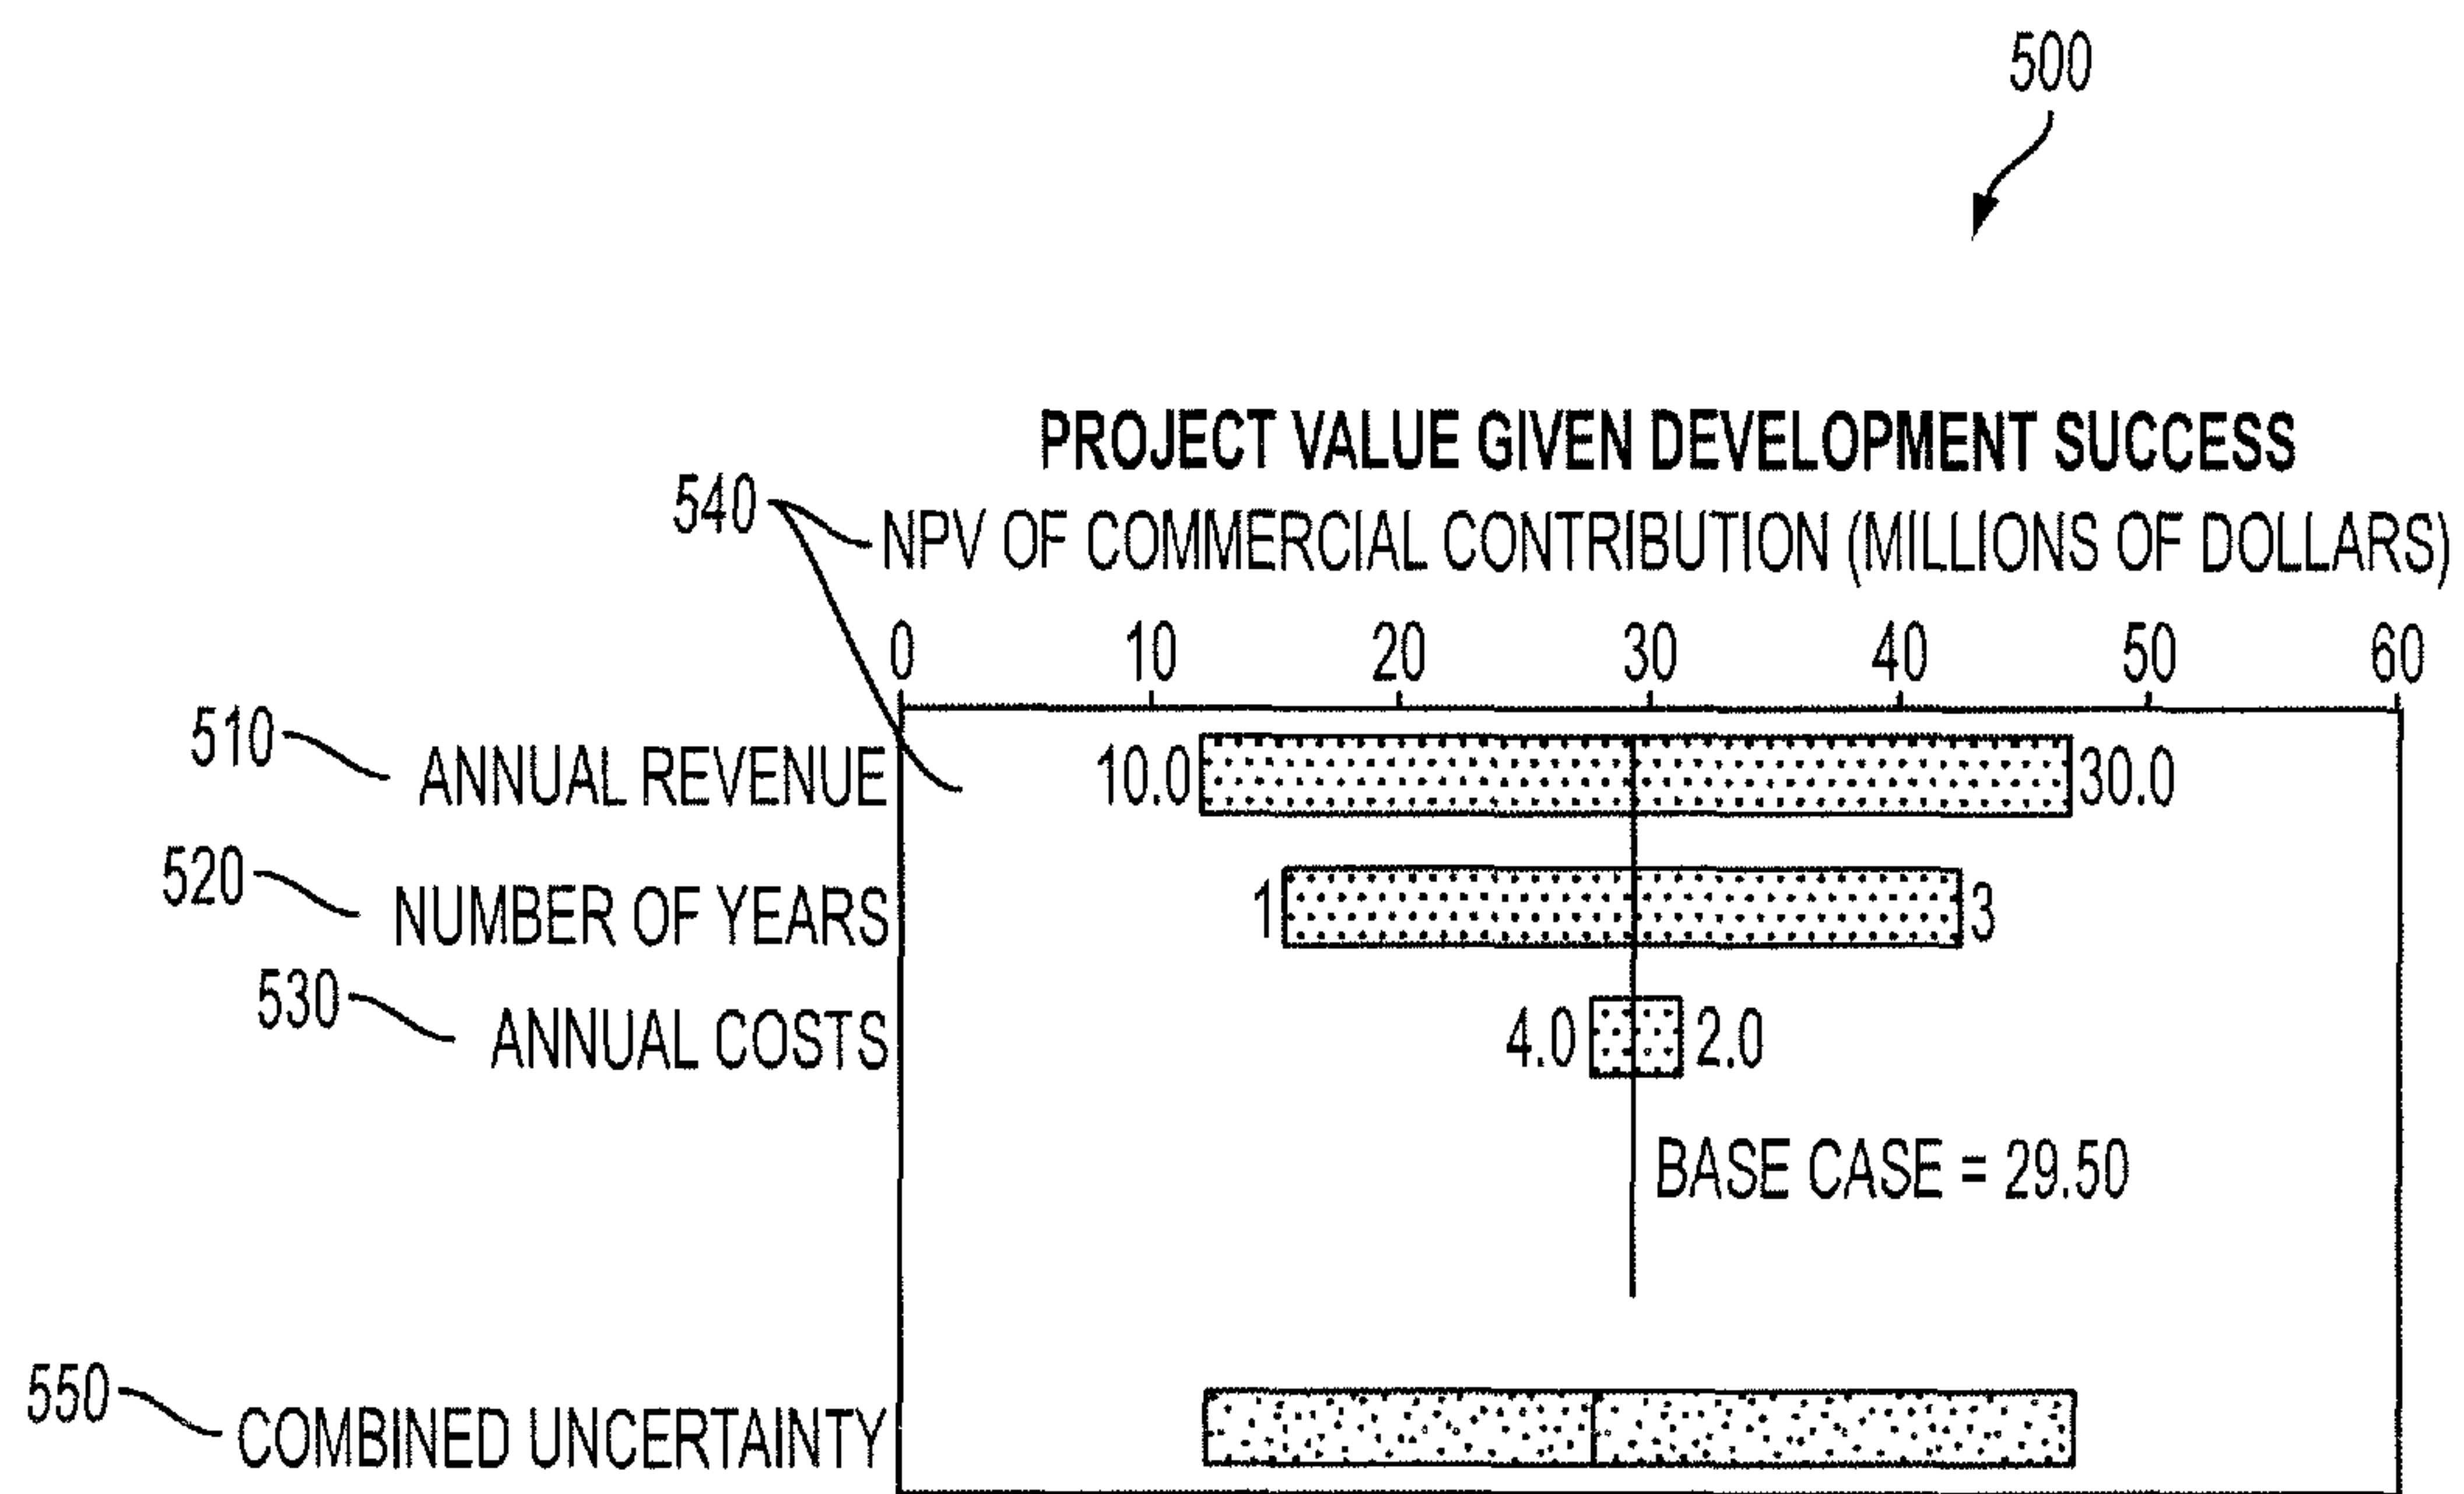 500
PROJECT VALUE GIVEN DEVELOPMENT SUCCESS
540 NPV OF COMMERCIAL CONTRIBUTION (MILLIONS OF DOLLARS)
0 10 20 30 40 50 60
510 ANNUAL REVENUE 10.0 30.0
520 NUMBER OF YEARS 1 3
530 ANNUAL COSTS 4.0 2.0
BASE CASE = 29.50
550 COMBINED UNCERTAINTY